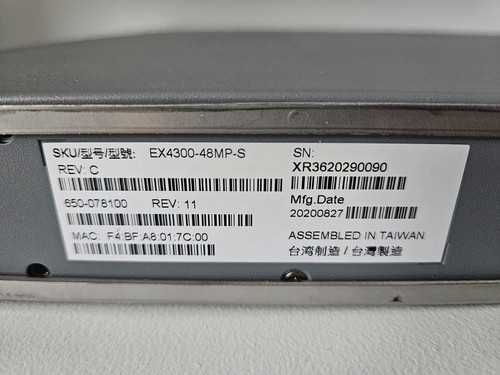 SKU/型号/型號: EX4300-48MP-S
REV: C
650-078100 REV: 11
MAC: F4:BF:A8:01:7C:00
SN:
XR3620290090
Mfg.Date
20200827
ASSEMBLED IN TAIWAN
台湾制造 / 台灣製造